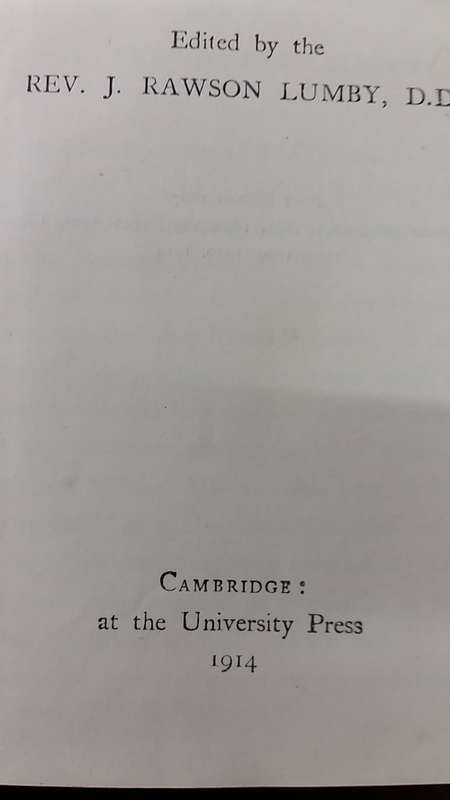 Edited by the
REV. J. RAWSON LUMBY, D.D
CAMBRIDGE:
at the University Press
1914